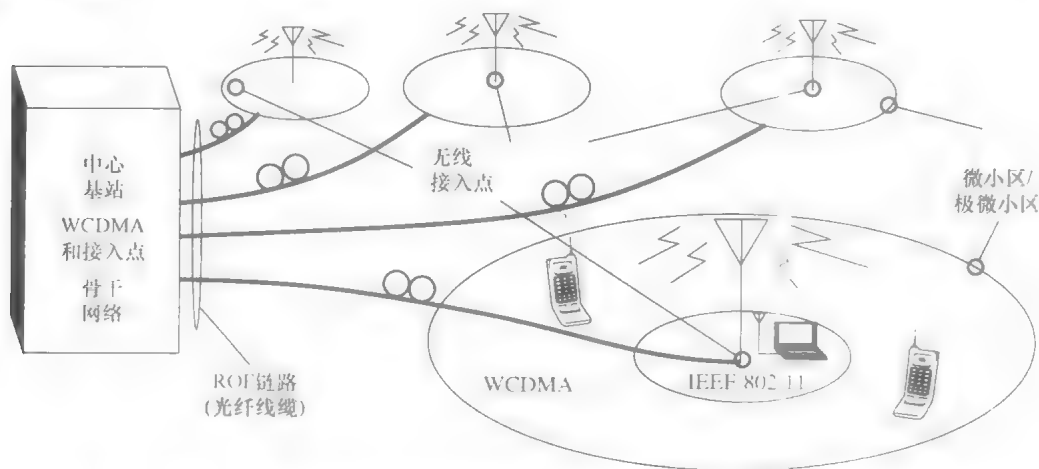 中心
基站
WCDMA
和接入点
骨干
网络
ROF链路
(光纤线缆)
无线
接入点
微小区/
极微小区
WCDMA
IEEE 802.11